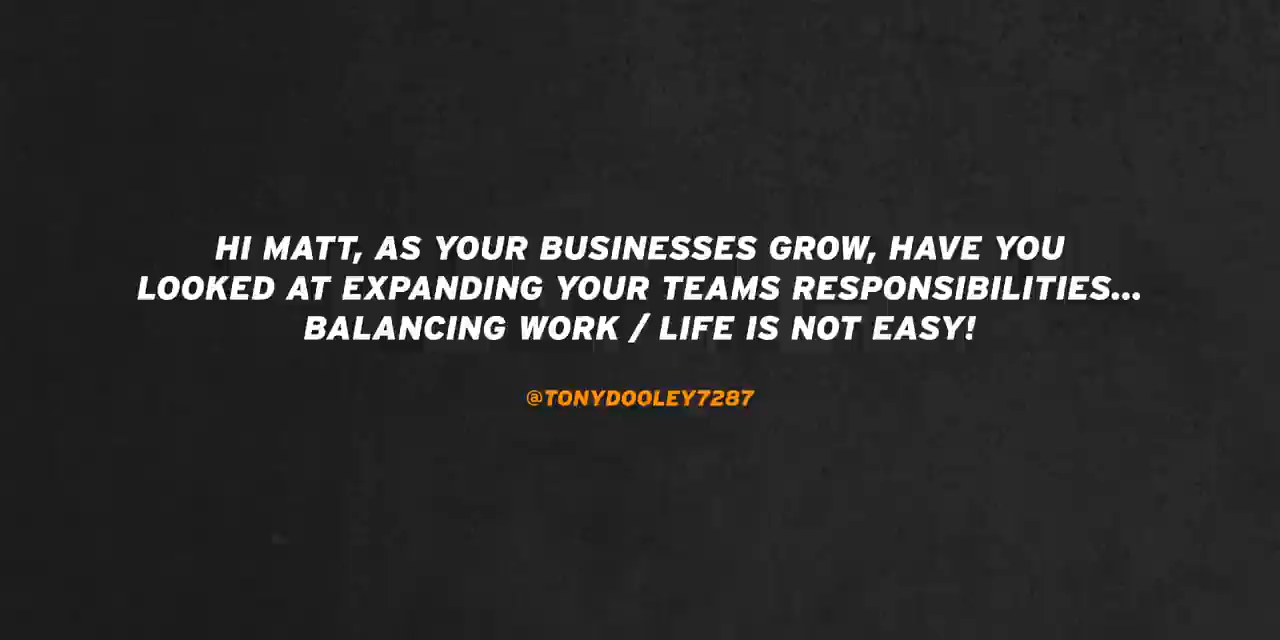 HI MATT, AS YOUR BUSINESSES GROW, HAVE YOU
LOOKED AT EXPANDING YOUR TEAMS RESPONSIBILITIES...
BALANCING WORK / LIFE IS NOT EASY!
@TONYDOOLEY7287